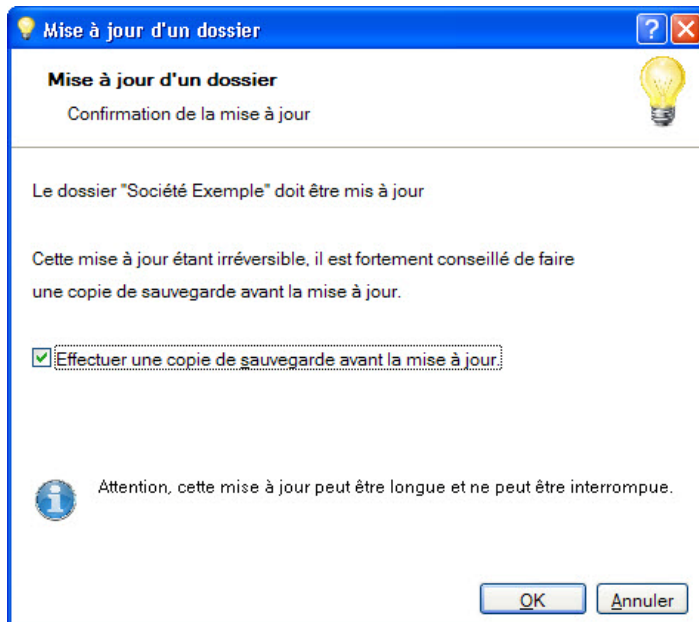 Mise à jour d'un dossier
Mise à jour d'un dossier
Confirmation de la mise à jour
Le dossier "Société Exemple" doit être mis à jour
Cette mise à jour étant irréversible, il est fortement conseillé de faire
une copie de sauvegarde avant la mise à jour.
Effectuer une copie de sauvegarde avant la mise à jour.
Attention, cette mise à jour peut être longue et ne peut être interrompue.
OK Annuler